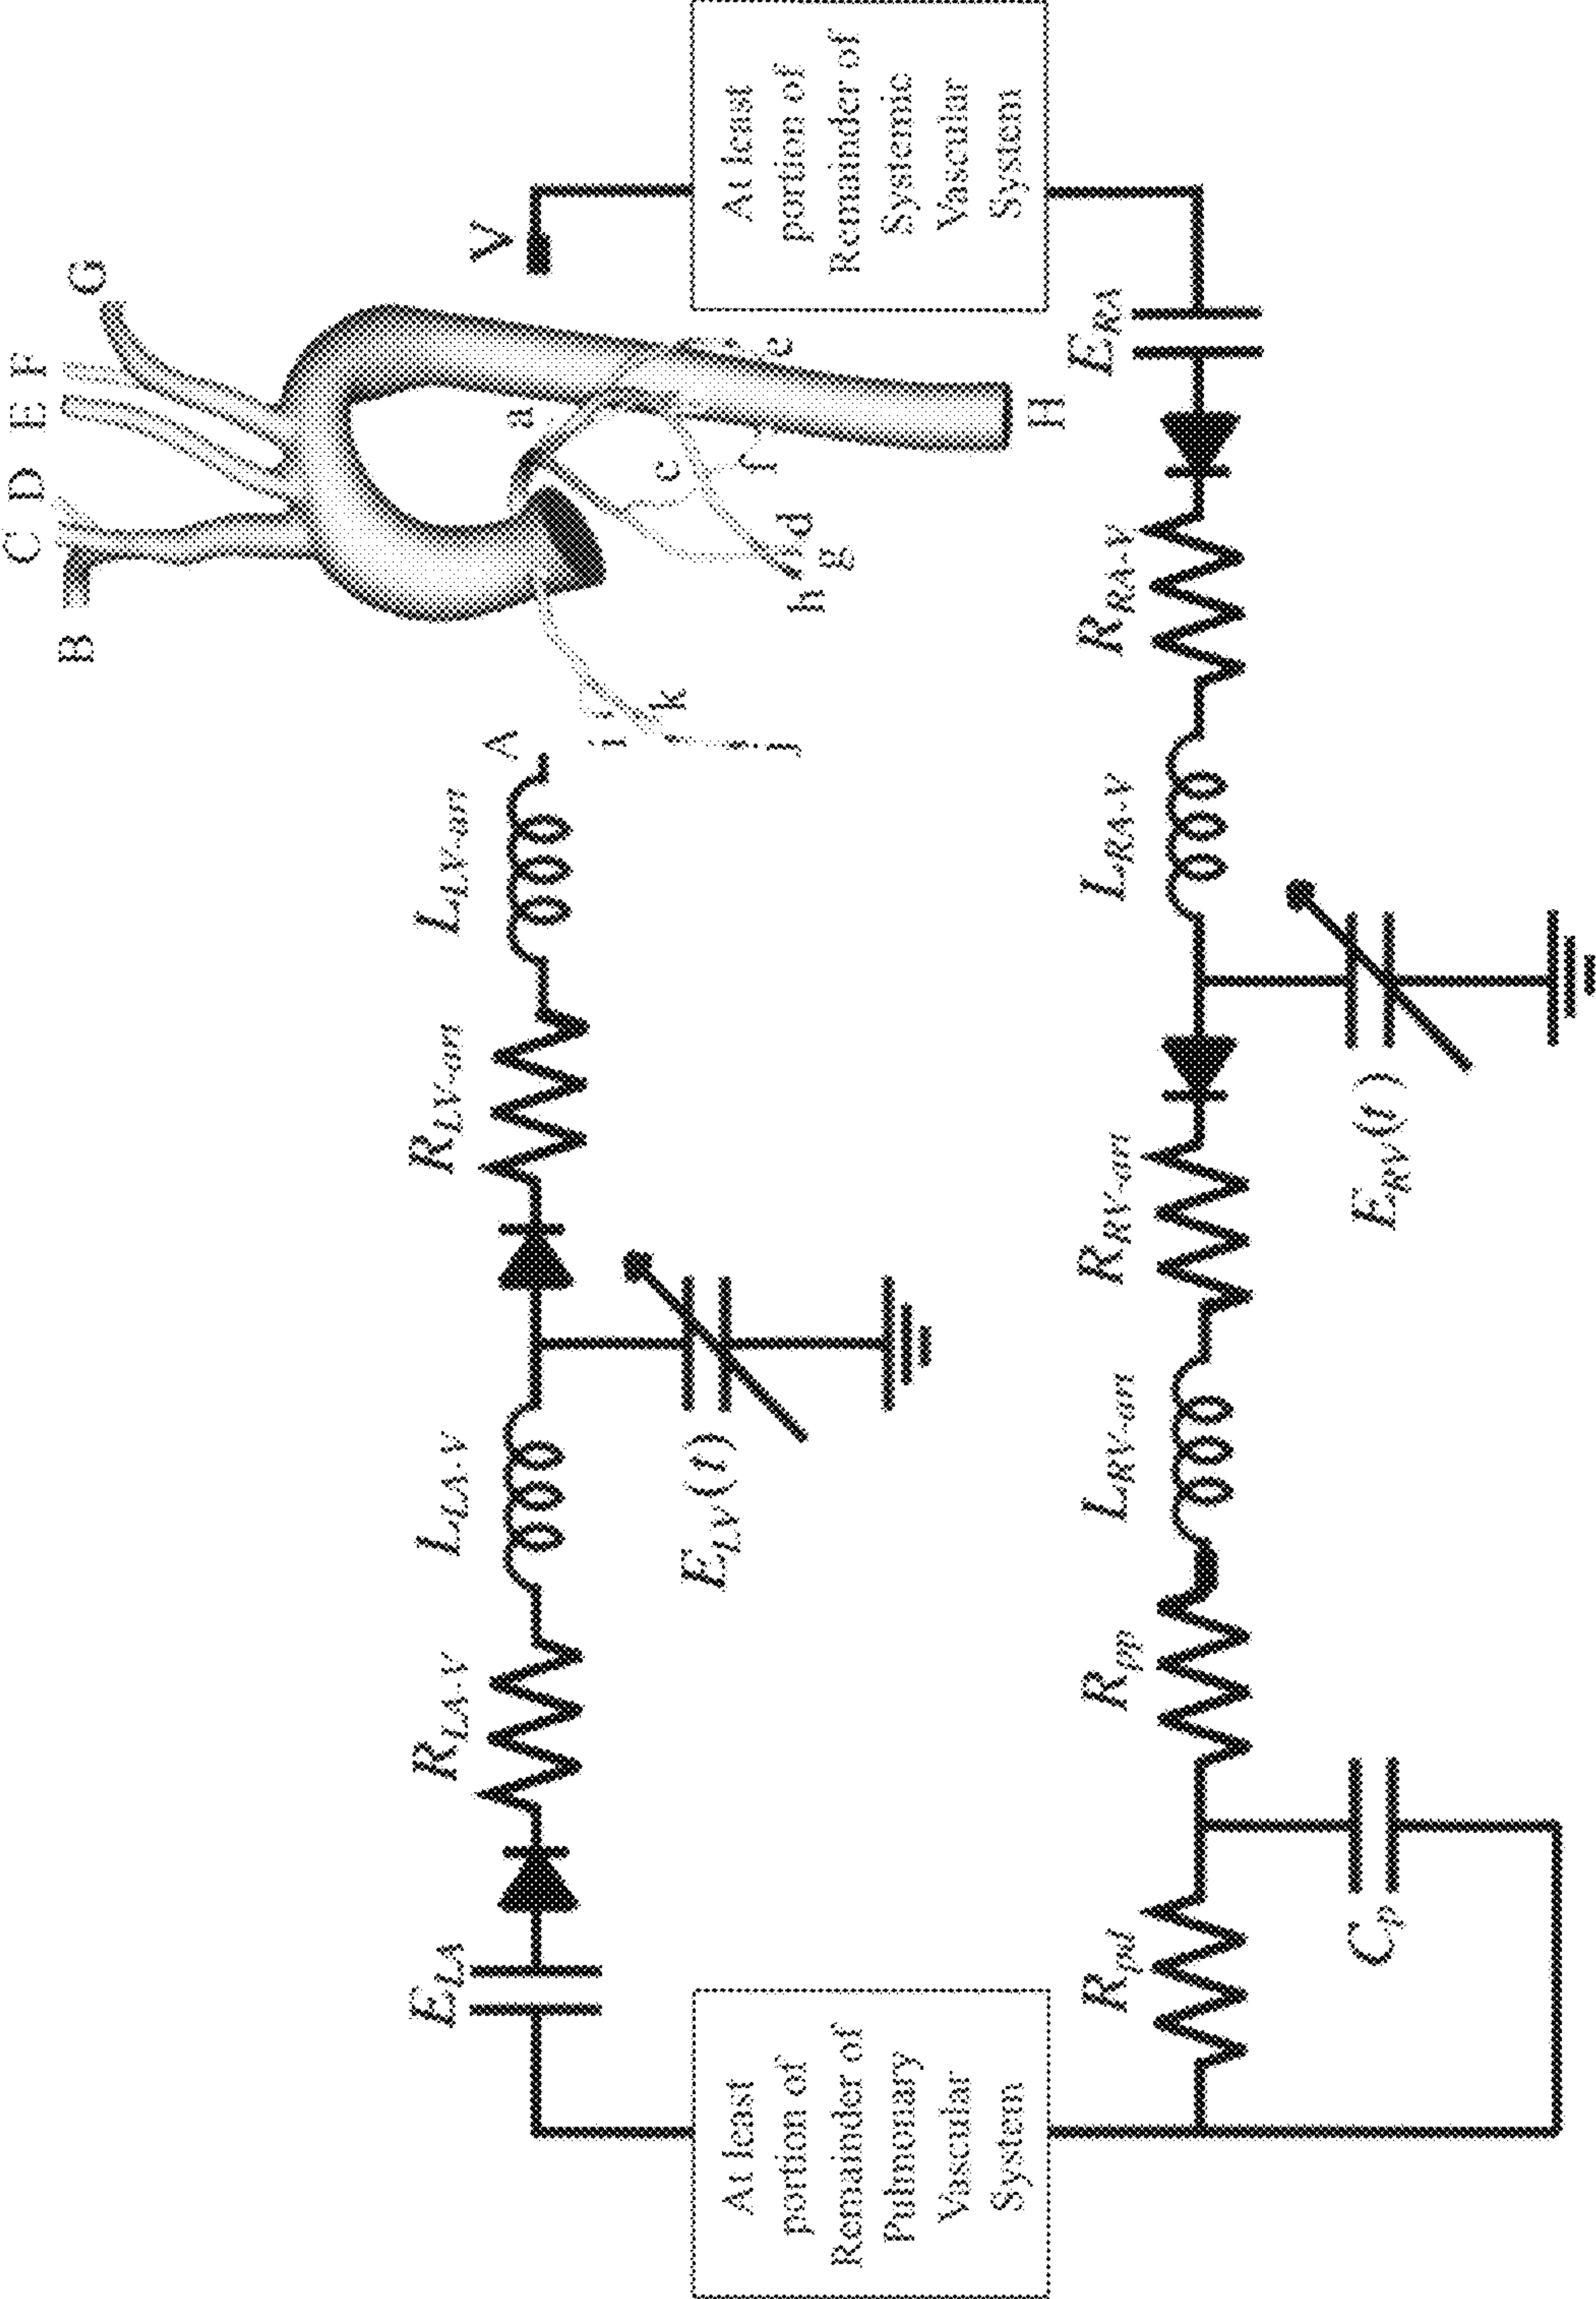 E_LA
R_LA-V
L_LA-V
E_LV(t)
R_LV-art
L_LV-art
A
B
C
D
E
F
G
H
V
a
c
d
e
f
g
h
i
j
k
At least
portion of
Remainder of
Pulmonary
Vascular
System
At least
portion of
Remainder of
Systemic
Vascular
System
R_pd
C_p
R_pp
L_RV-art
R_RV-art
E_RV(t)
L_RA-V
R_RA-V
E_RA